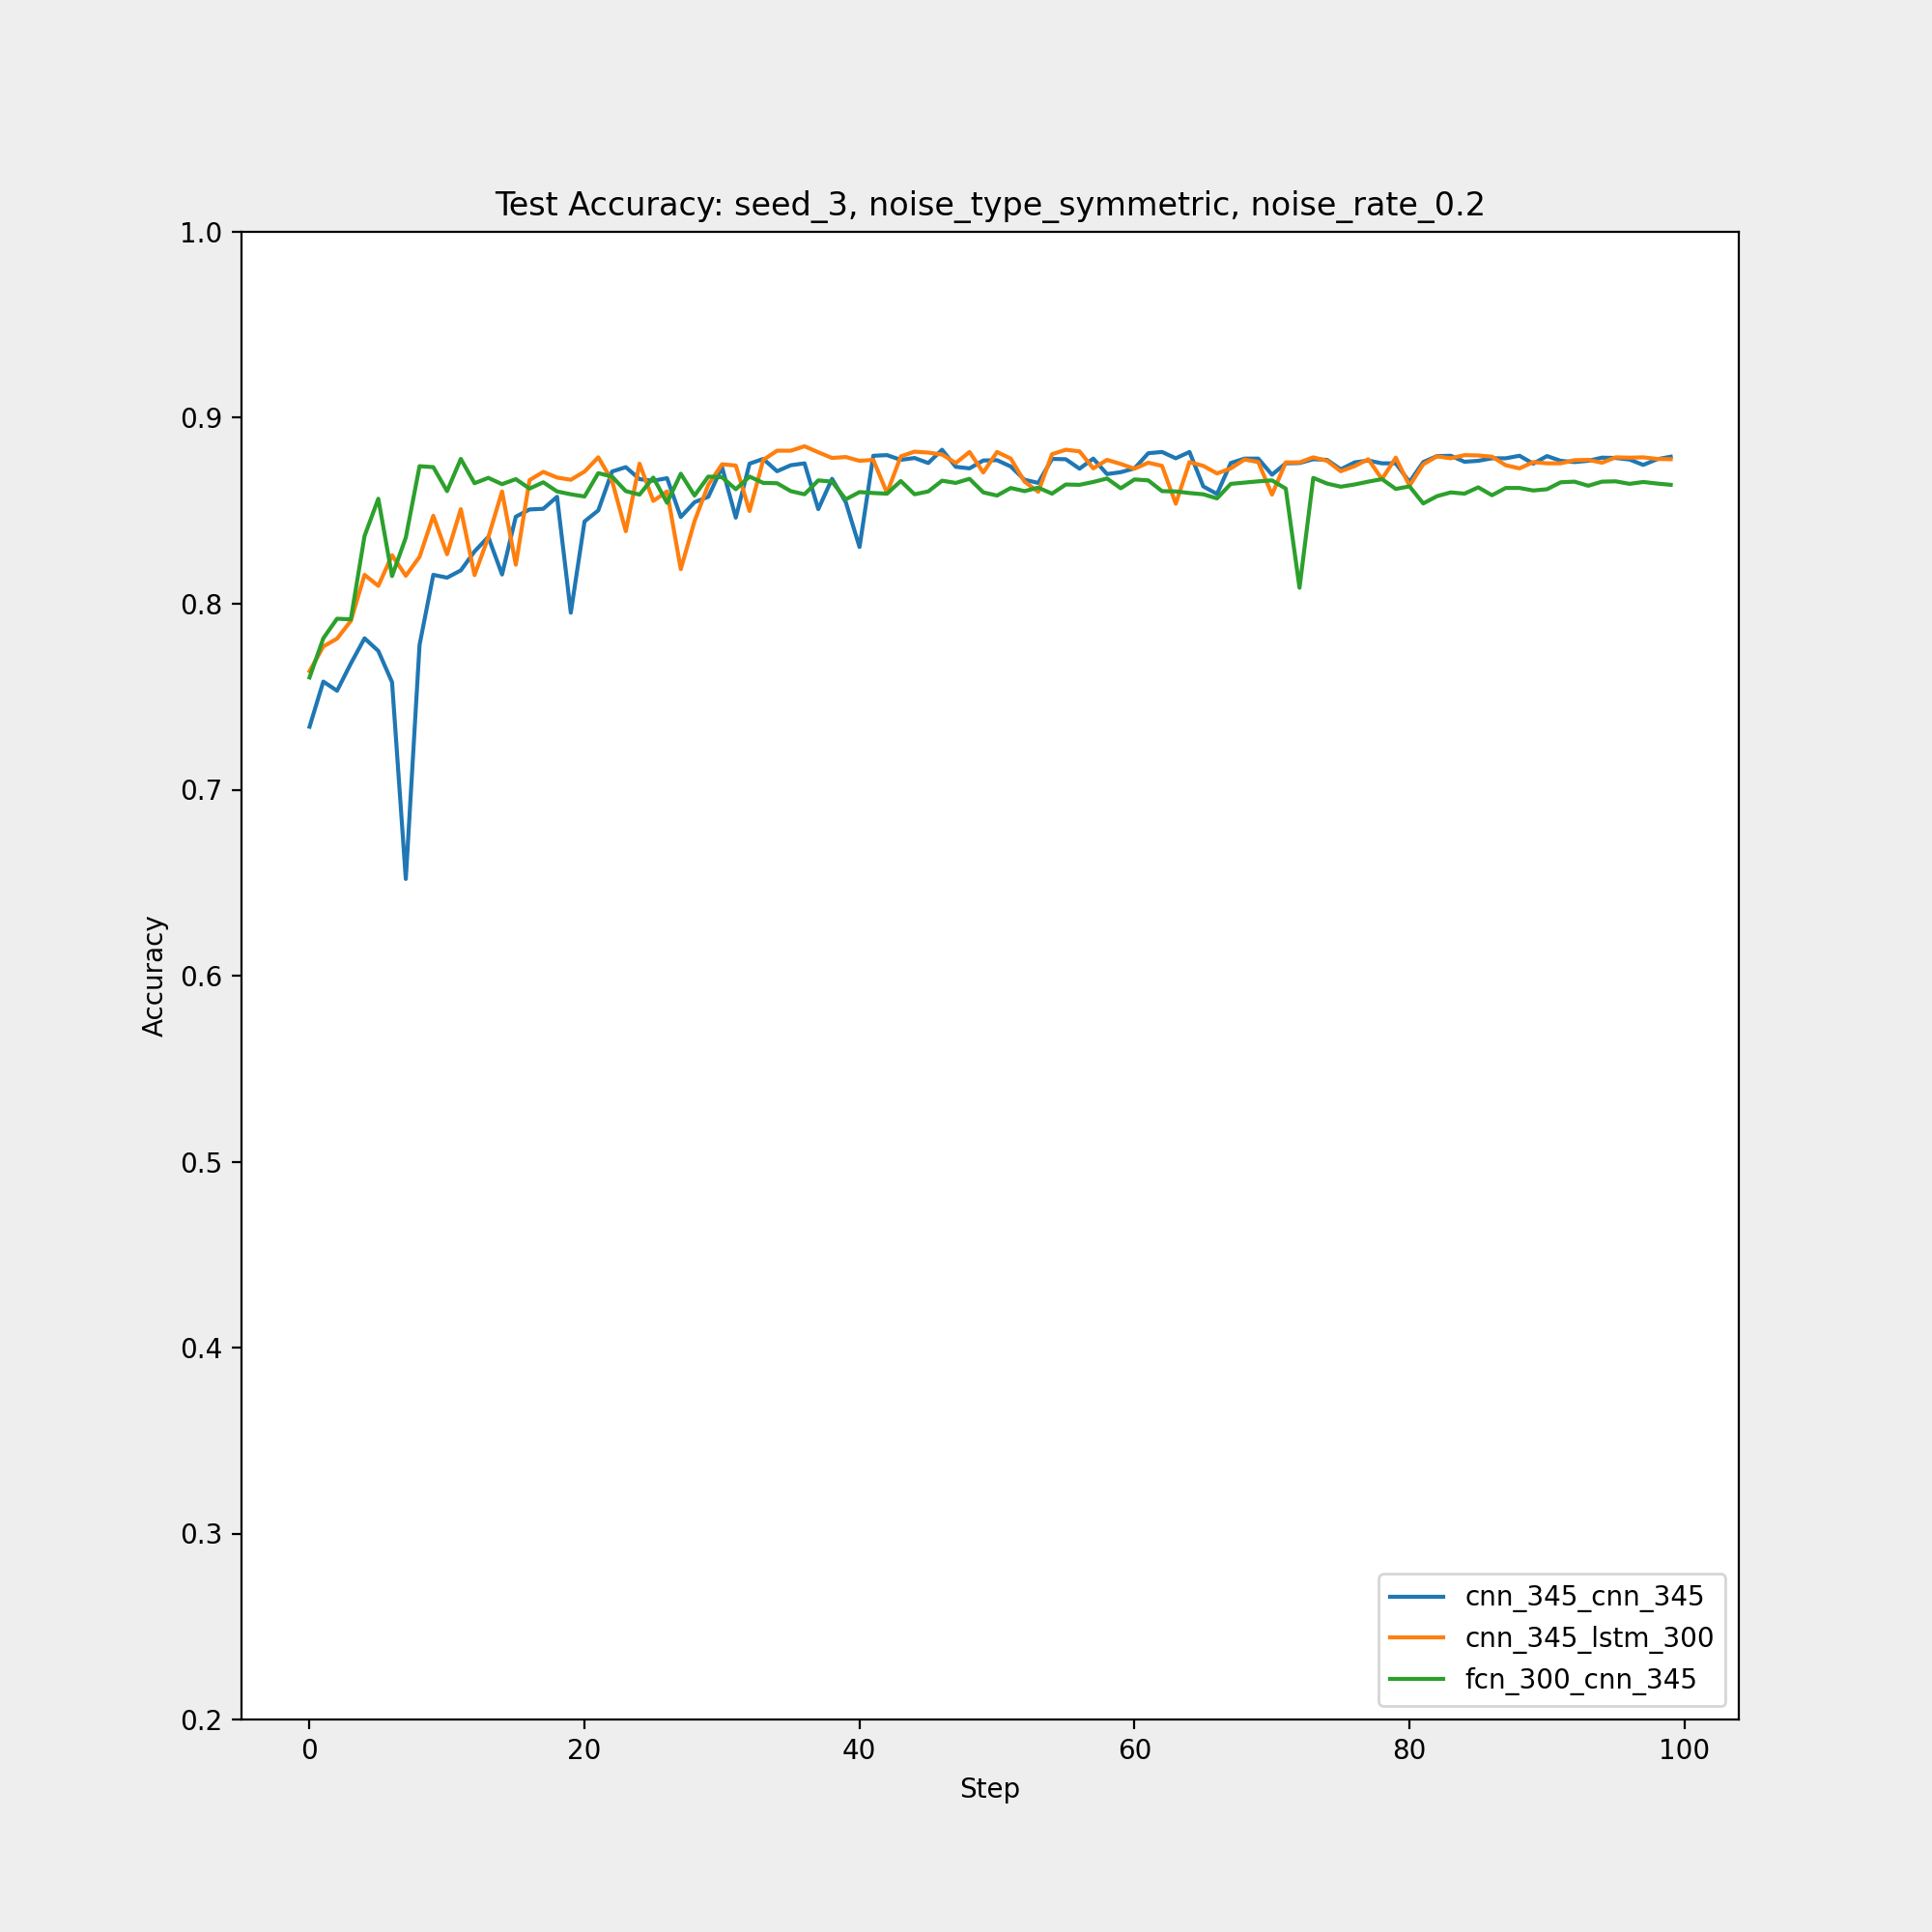 Test Accuracy: seed_3, noise_type_symmetric, noise_rate_0.2
1.0
0.9
0.8
0.7
0.6
0.5
0.4
0.3
0.2
Accuracy
0 20 40 60 80 100
Step
cnn_345_cnn_345
cnn_345_lstm_300
fcn_300_cnn_345